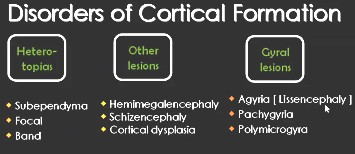 Disorders of Cortical Formation
Hetero-
topias
Other
lesions
Gyral
lesions
Subependyma
Focal
Band
Hemimegalencephaly
Schizencephaly
Cortical dysplasia
Agyria [ Lissencephaly ]
Pachygyria
Polymicrogyra